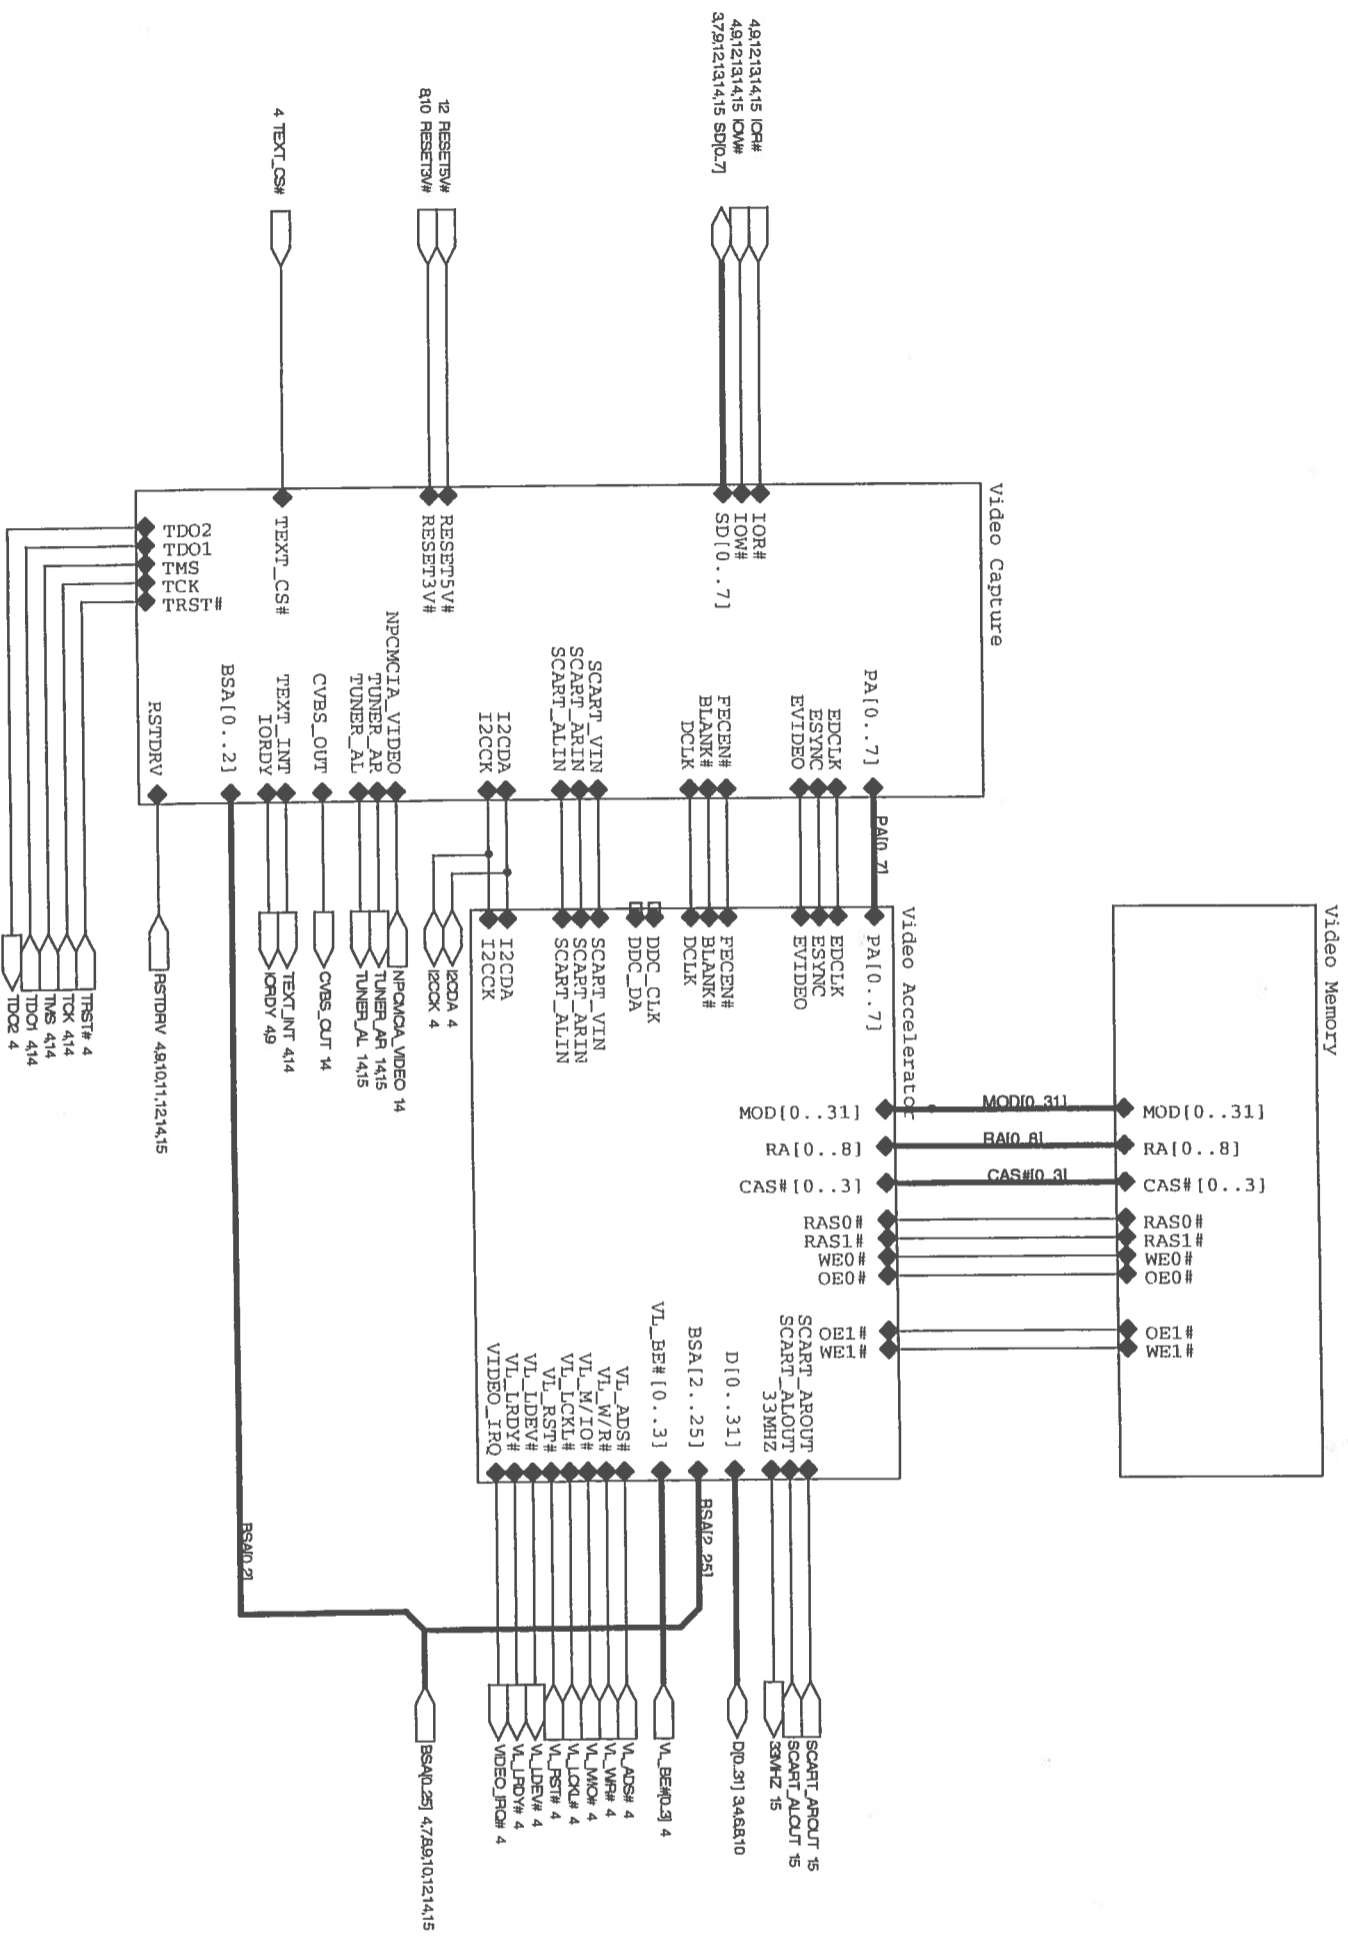 4,9,12,13,14,15 IOR#
4,9,12,13,14,15 IOW#
3,7,9,12,13,14,15 SD[0..7]
12 RESET5V#
8,10 RESET3V#
4 TEXT_CS#
Video Capture
IOR#
IOW#
SD[0..7]
RESET5V#
RESET3V#
TEXT_CS#
TDO2
TDO1
TMS
TCK
TRST#
PA[0..7]
EDCLK
ESYNC
EVIDEO
FECEN#
BLANK#
DCLK
SCART_VIN
SCART_ARIN
SCART_ALIN
I2CDA
I2CCK
NPCMCIA_VIDEO
TUNER_AR
TUNER_AL
CVBS_OUT
TEXT_INT
IORDY
BSA[0..2]
RSTDRV
PA[0..7]
I2CDA 4
I2CCK 4
NPCMCIA_VIDEO 14
TUNER_AR 14,15
TUNER_AL 14,15
CVBS_OUT 14
TEXT_INT 4,14
IORDY 4,9
RSTDRV 4,9,10,11,12,14,15
TRST# 4
TCK 4,14
TMS 4,14
TDO1 4,14
TDO2 4
Video Accelerator
PA[0..7]
EDCLK
ESYNC
EVIDEO
FECEN#
BLANK#
DCLK
DDC_CLK
DDC_DA
SCART_VIN
SCART_ARIN
SCART_ALIN
I2CDA
I2CCK
MOD[0..31]
RA[0..8]
CAS#[0..3]
RAS0#
RAS1#
WE0#
OE0#
OE1#
WE1#
MOD[0..31]
RA[0..8]
CAS#[0..3]
Video Memory
MOD[0..31]
RA[0..8]
CAS#[0..3]
RAS0#
RAS1#
WE0#
OE0#
OE1#
WE1#
SCART_AROUT
SCART_ALOUT
33MHZ
D[0..31]
BSA[2..25]
VL_BE#[0..3]
VL_ADS#
VL_W/R#
VL_M/IO#
VL_LCKL#
VL_RST#
VL_LDEV#
VL_LRDY#
VIDEO_IRQ
BSA[2..25]
BSA[0..2]
SCART_AROUT 15
SCART_ALOUT 15
33MHZ 15
D[0..31] 3,4,6,8,10
VL_BE#[0..3] 4
VL_ADS# 4
VL_W/R# 4
VL_M/IO# 4
VL_LCKL# 4
VL_RST# 4
VL_LDEV# 4
VL_LRDY# 4
VIDEO_IRQ# 4
BSA[0..25] 4,7,8,9,10,12,14,15